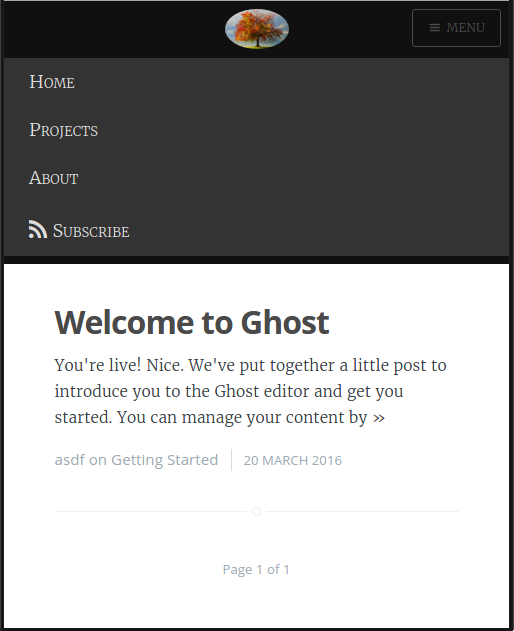 MENU
Home
Projects
About
Subscribe
Welcome to Ghost
You're live! Nice. We've put together a little post to
introduce you to the Ghost editor and get you
started. You can manage your content by »
asdf on Getting Started 20 MARCH 2016
Page 1 of 1